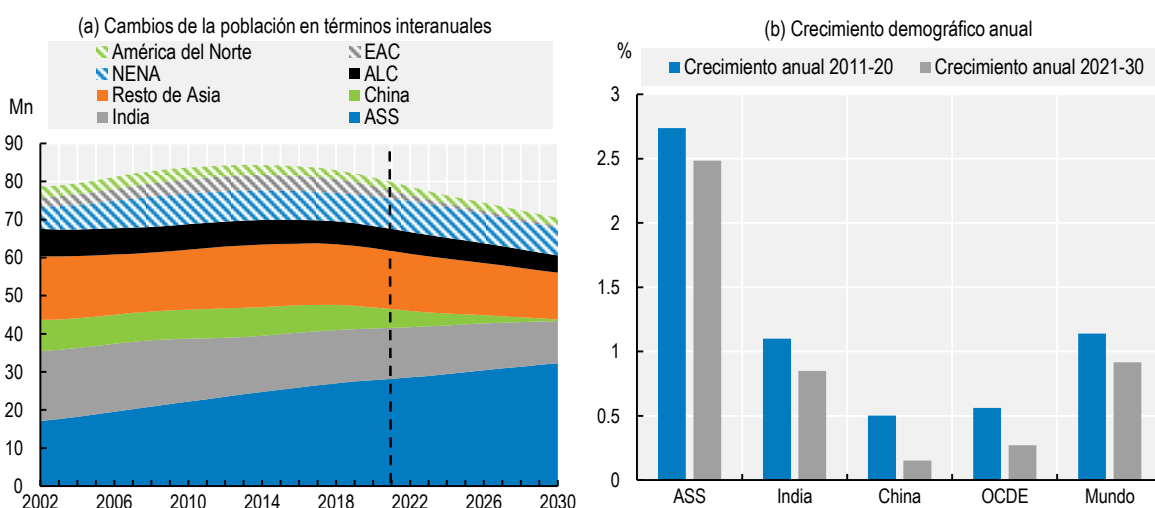 (a) Cambios de la población en términos interanuales
América del Norte EAC
NENA ALC
Resto de Asia China
India ASS
Mn
90
80
70
60
50
40
30
20
10
0
2002 2006 2010 2014 2018 2022 2026 2030
(b) Crecimiento demográfico anual
%
Crecimiento anual 2011-20 Crecimiento anual 2021-30
3
2.5
2
1.5
1
0.5
0
ASS India China OCDE Mundo